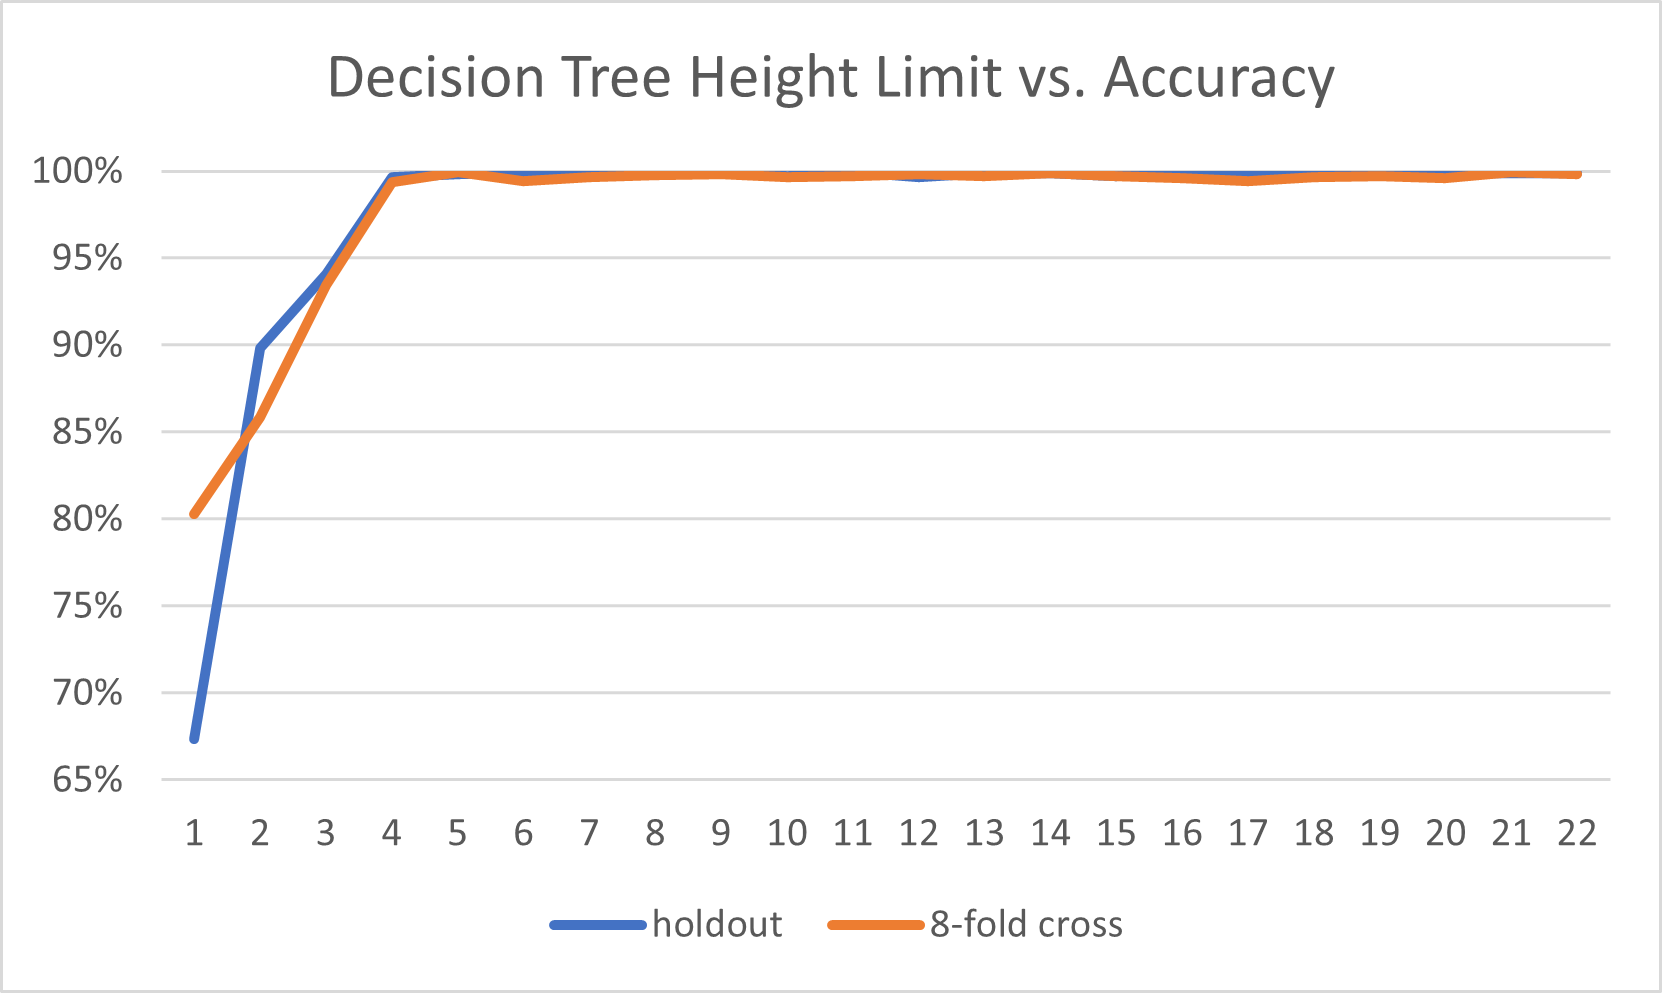 Decision Tree Height Limit vs. Accuracy
100%
95%
90%
85%
80%
75%
70%
65%
1 2 3 4 5 6 7 8 9 10 11 12 13 14 15 16 17 18 19 20 21 22
holdout 8-fold cross